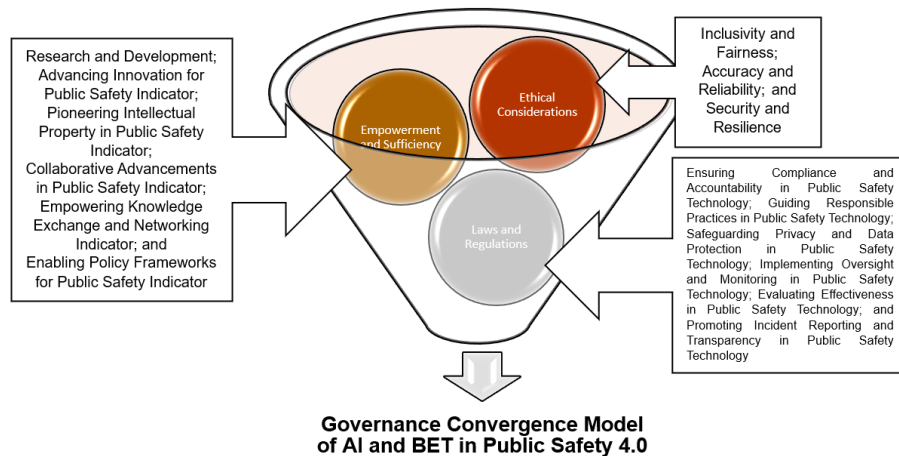 Research and Development;
Advancing Innovation for
Public Safety Indicator;
Pioneering Intellectual
Property in Public Safety
Indicator;
Collaborative Advancements
in Public Safety Indicator;
Empowering Knowledge
Exchange and Networking
Indicator; and
Enabling Policy Frameworks
for Public Safety Indicator
Empowerment
and Sufficiency
Ethical
Considerations
Laws and
Regulations
Inclusivity and
Fairness;
Accuracy and
Reliability; and
Security and
Resilience
Ensuring Compliance and
Accountability in Public Safety
Technology; Guiding Responsible
Practices in Public Safety Technology;
Safeguarding Privacy and Data
Protection in Public Safety
Technology; Implementing Oversight
and Monitoring in Public Safety
Technology; Evaluating Effectiveness
in Public Safety Technology; and
Promoting Incident Reporting and
Transparency in Public Safety
Technology
Governance Convergence Model
of AI and BET in Public Safety 4.0